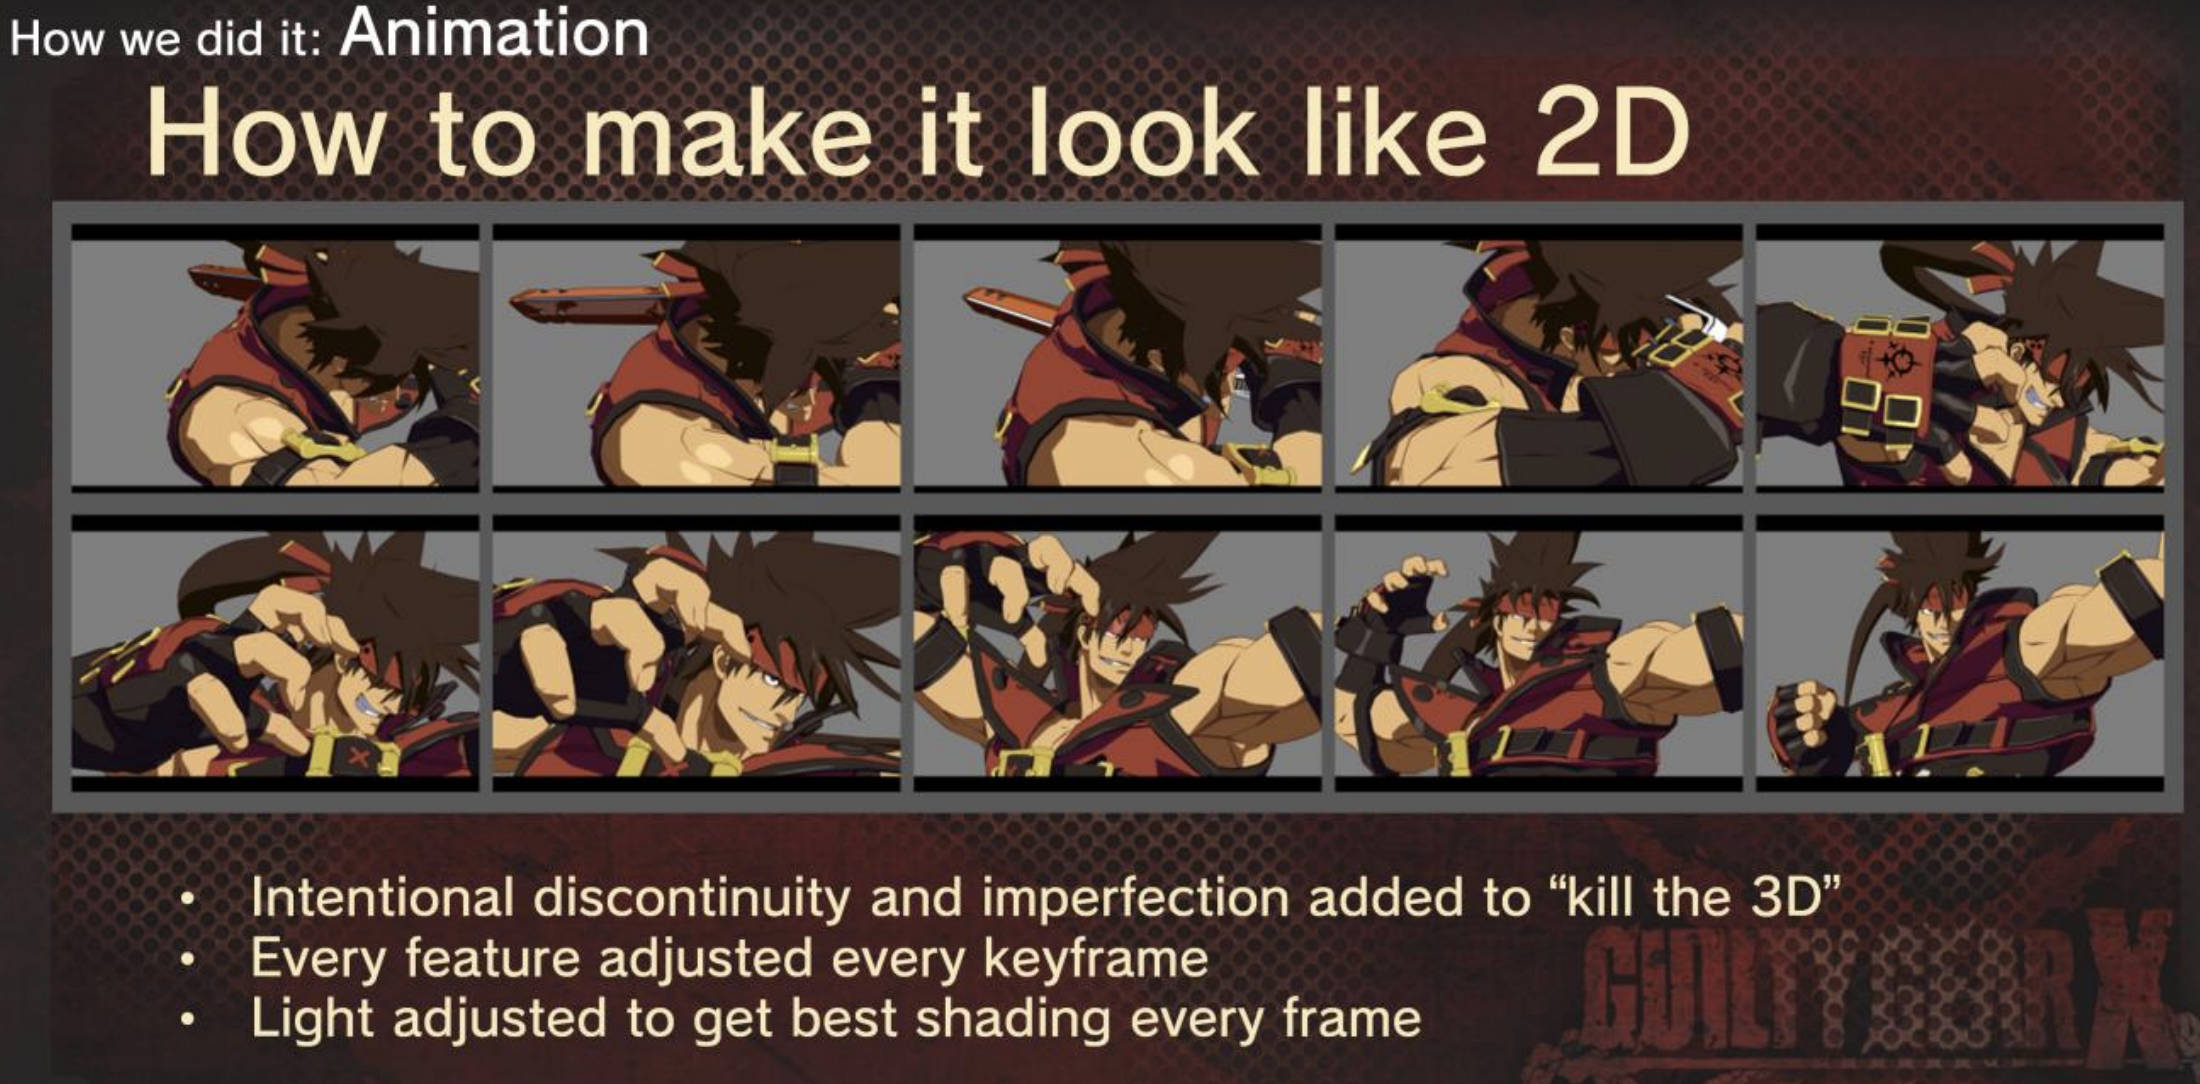 How we did it: Animation
How to make it look like 2D
• Intentional discontinuity and imperfection added to “kill the 3D”
• Every feature adjusted every keyframe
• Light adjusted to get best shading every frame
GUILTY GEAR X